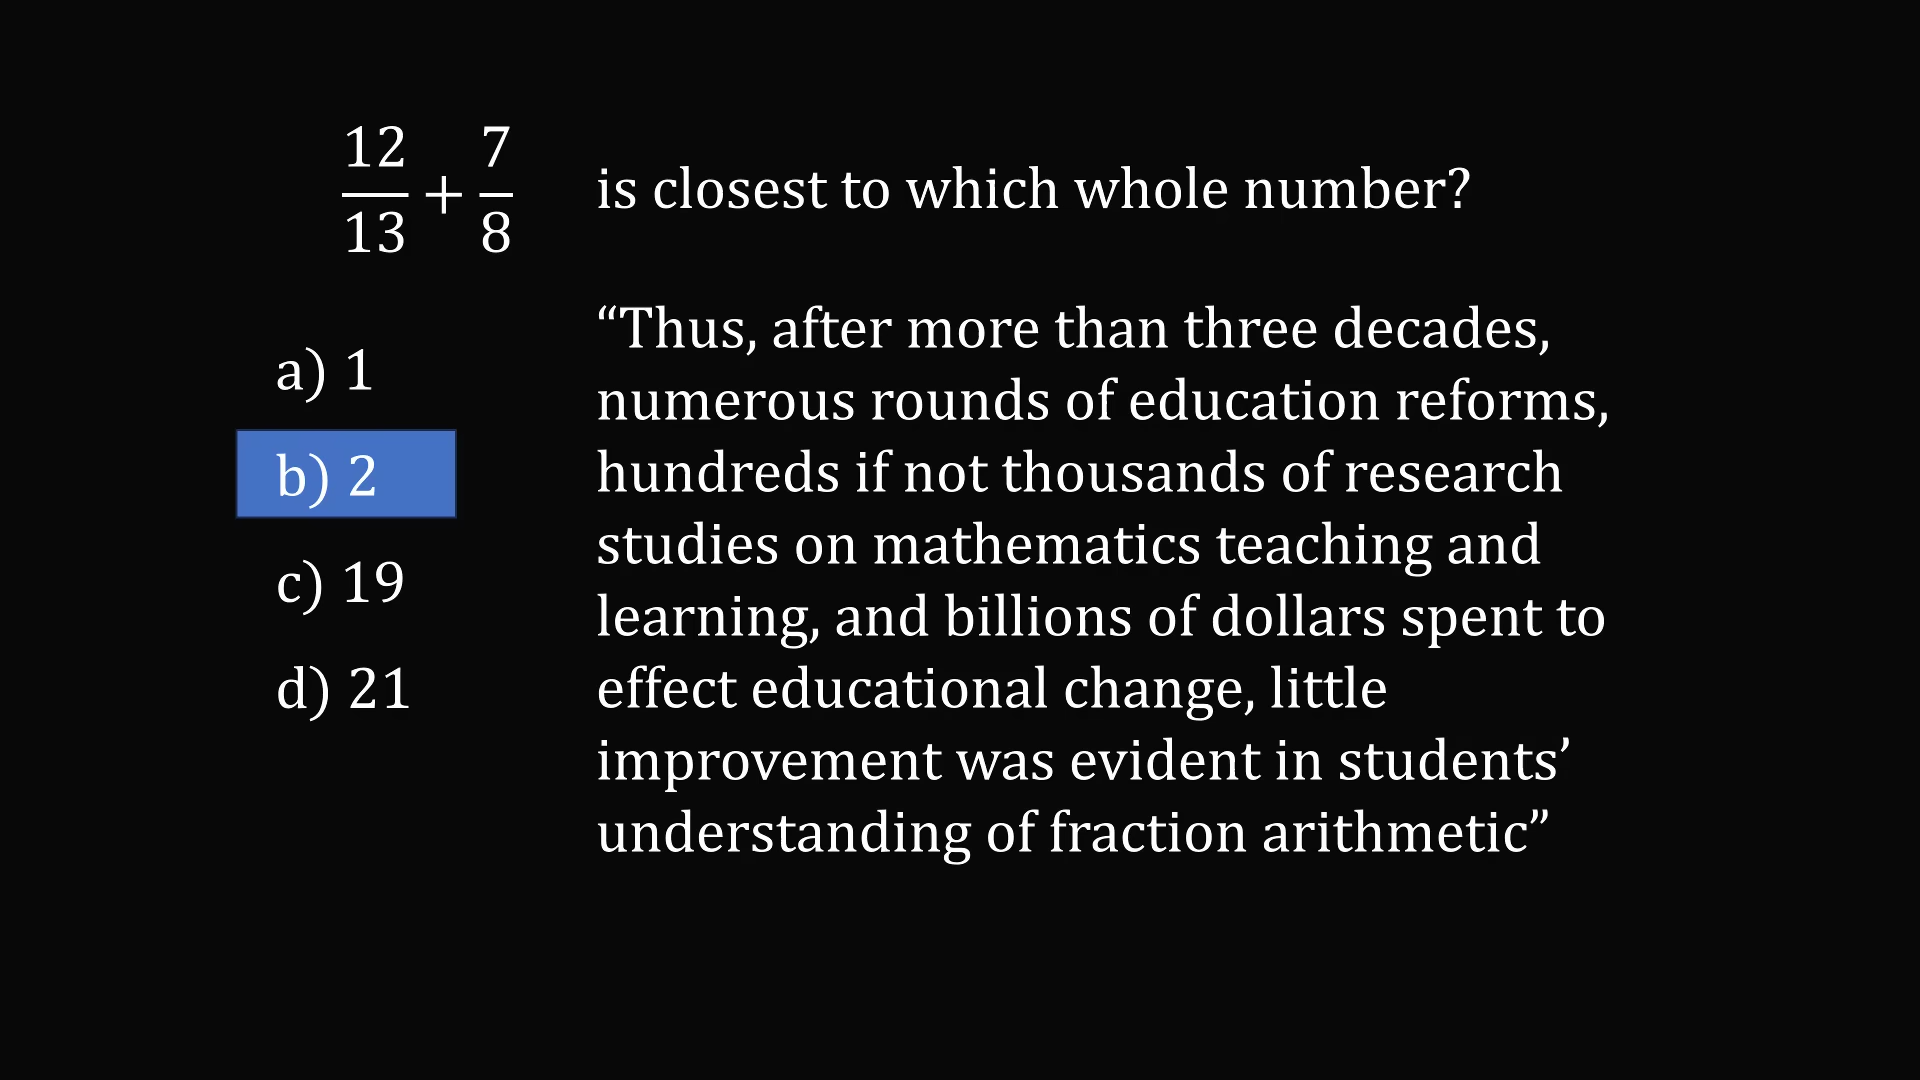 12/13 + 7/8 is closest to which whole number?
a) 1
b) 2
c) 19
d) 21
“Thus, after more than three decades,
numerous rounds of education reforms,
hundreds if not thousands of research
studies on mathematics teaching and
learning, and billions of dollars spent to
effect educational change, little
improvement was evident in students’
understanding of fraction arithmetic”